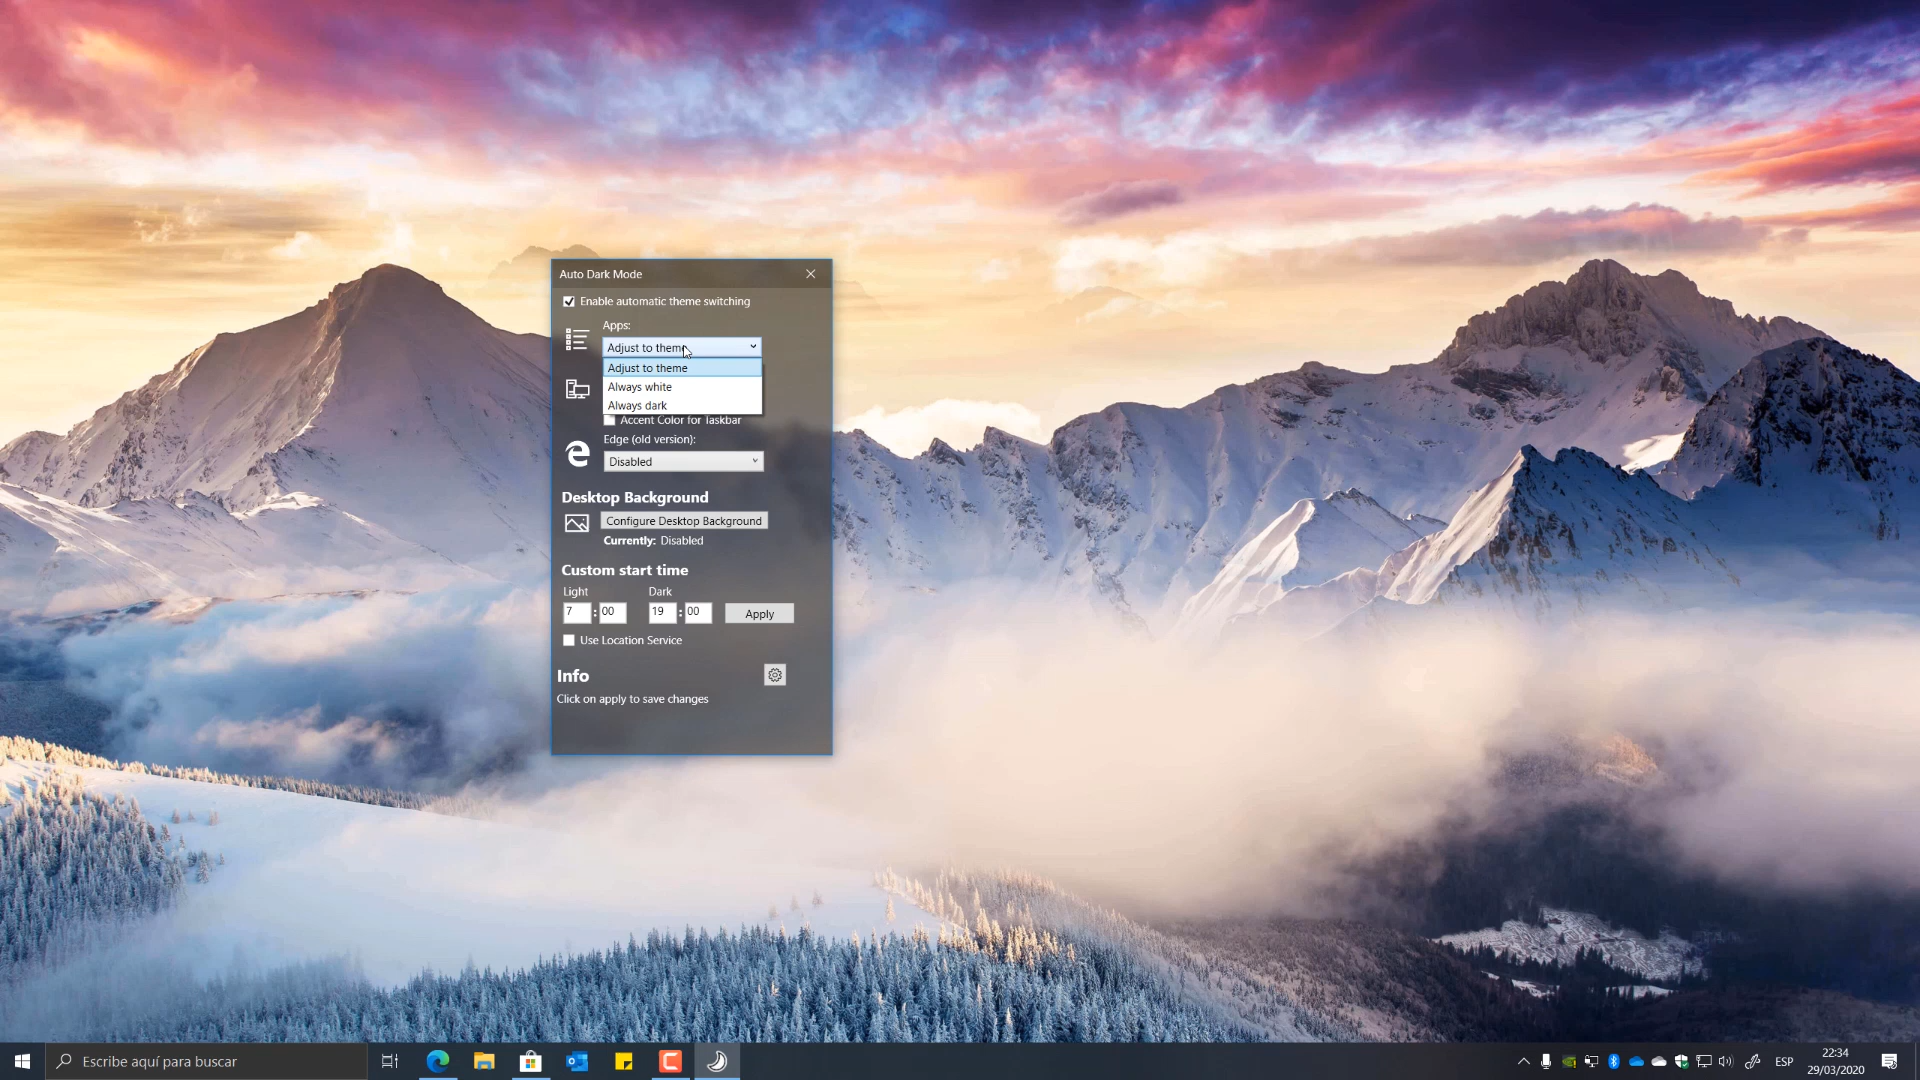 Auto Dark Mode
Enable automatic theme switching
Apps:
Adjust to theme
Adjust to theme
Always white
Always dark
Accent Color for Taskbar
Edge (old version):
Disabled
Desktop Background
Configure Desktop Background
Currently: Disabled
Custom start time
Light Dark
7 : 00 19 : 00 Apply
Use Location Service
Info
Click on apply to save changes
Escribe aquí para buscar
ESP
22:34
29/03/2020